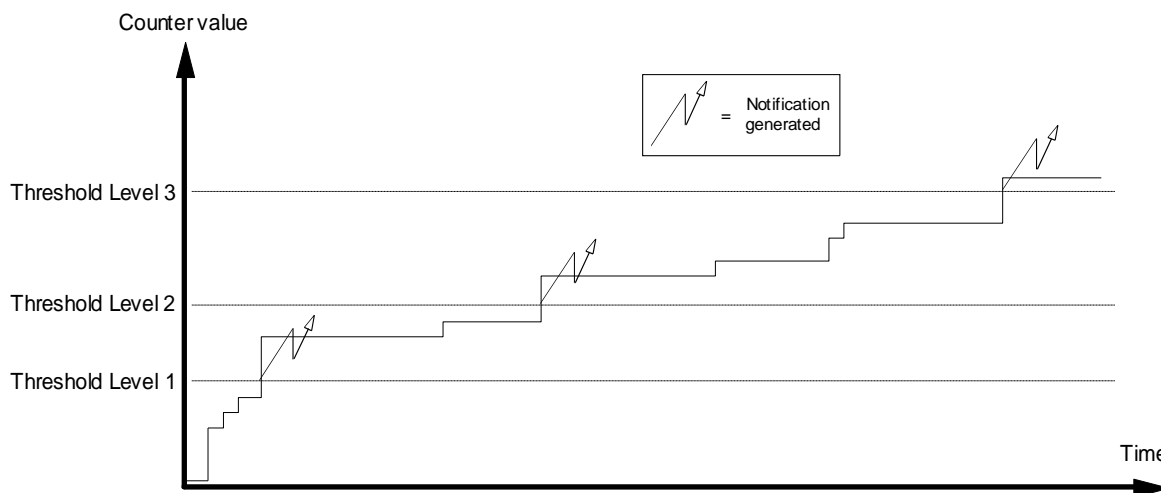 Counter value
= Notification
generated
Threshold Level 3
Threshold Level 2
Threshold Level 1
Time